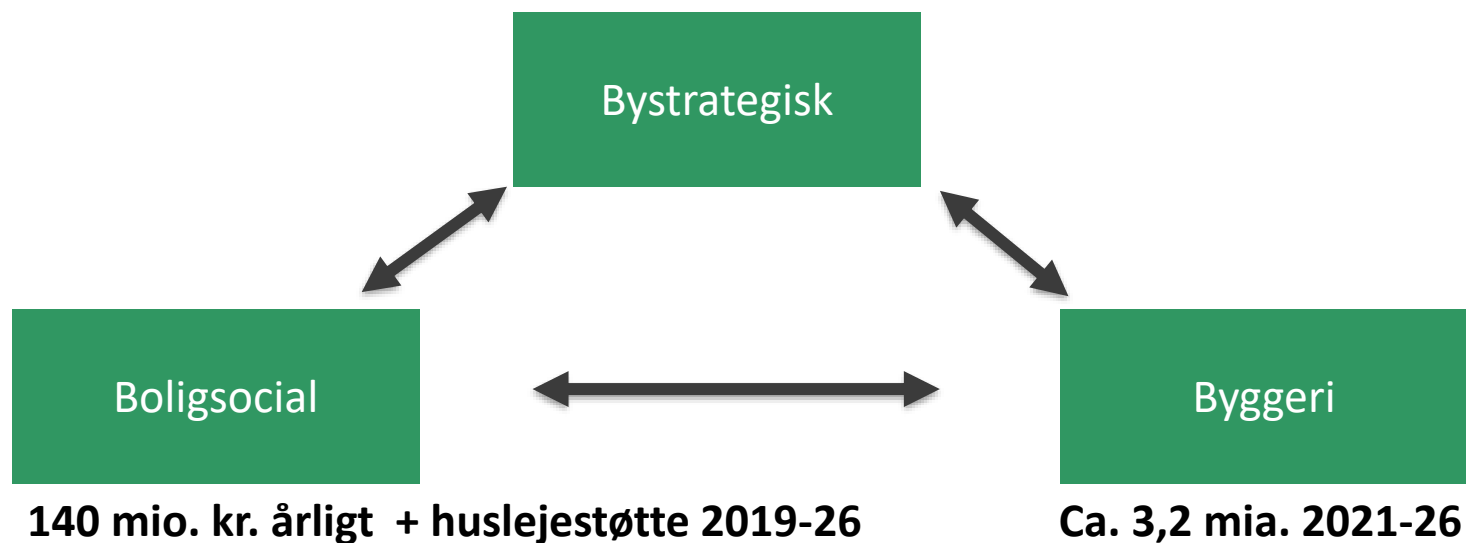 Bystrategisk
Boligsocial
Byggeri
140 mio. kr. årligt + huslejestøtte 2019-26
Ca. 3,2 mia. 2021-26